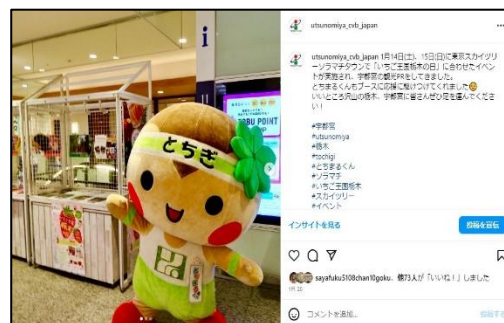 utsunomiya_cvb_japan
utsunomiya_cvb_japan 1月14日(土)、15日(日)に東京スカイツリ
ーソラマチタウンで「いちご王国栃木の日」に合わせたイベン
トが実施され、宇都宮の観光PRをしてきました。
とちまるくんもブースに応援に駆けつけてくれました
いいところ沢山の栃木、宇都宮に皆さんぜひ足を運んでくださ
い!
#宇都宮
#utsunomiya
#栃木
#tochigi
#とちまるくん
#ソラマチ
#いちご王国栃木
#スカイツリー
#イベント
インサイトを見る
投稿を宣伝
sayafuku5108chan10goku、他73人が「いいね!」しました
コメントを追加...
投稿する
i
TOBU POINT
とちぎ